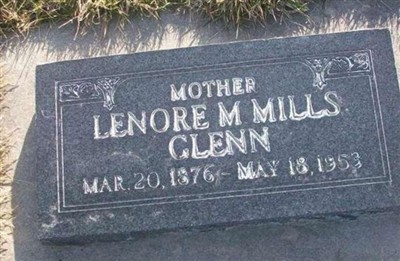 MOTHER
LENORE M MILLS
GLENN
MAR. 20, 1876 - MAY 18, 1953